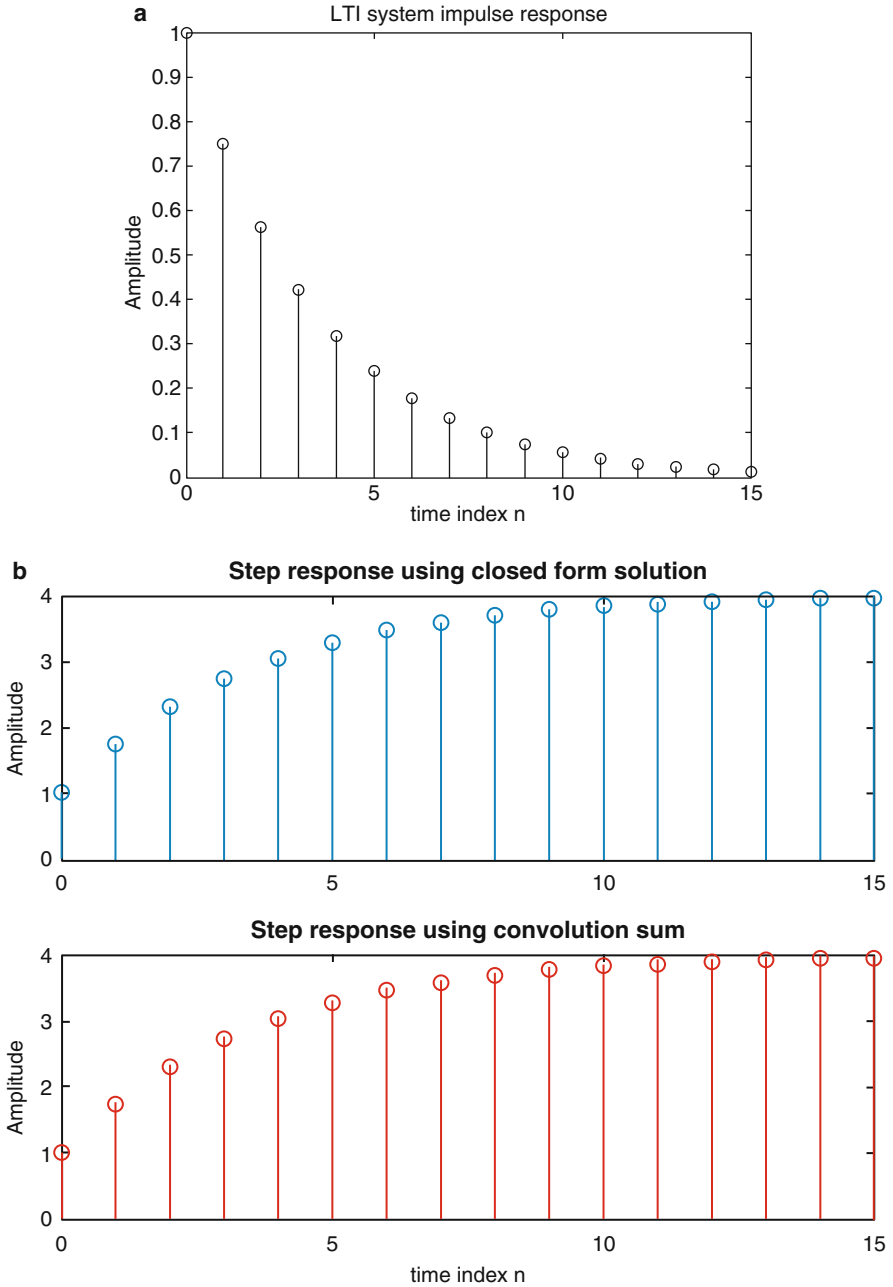 a
LTI system impulse response
1
0.9
0.8
0.7
0.6
0.5
0.4
0.3
0.2
0.1
0
Amplitude
0 5 10 15
time index n
b
Step response using closed form solution
4
3
2
1
0
Amplitude
0 5 10 15
Step response using convolution sum
4
3
2
1
0
Amplitude
0 5 10 15
time index n